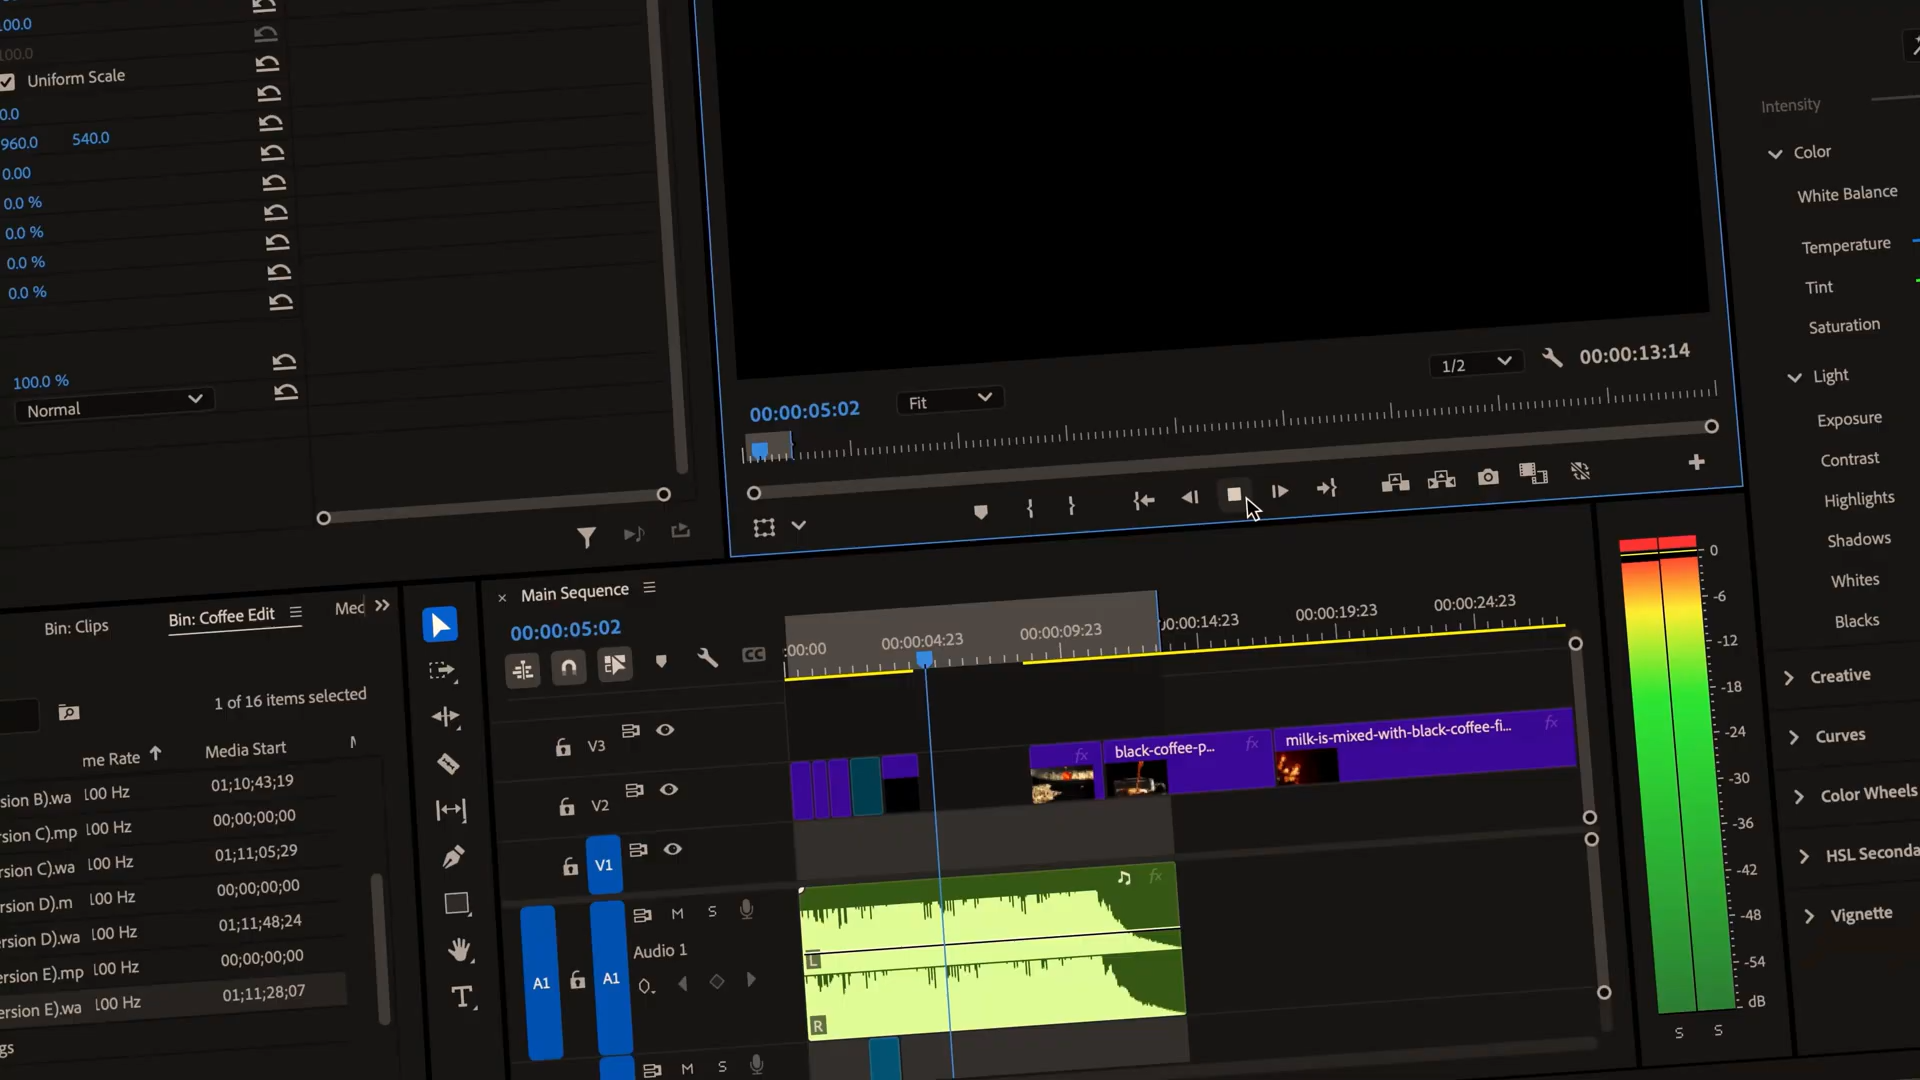 100.0
100.0
Uniform Scale
0.0
960.0 540.0
0.00
0.0 %
0.0 %
0.0 %
0.0 %
100.0 %
Normal
00:00:05:02
Fit
1/2
00:00:13:14
Intensity
Color
White Balance
Temperature
Tint
Saturation
Light
Exposure
Contrast
Highlights
Shadows
Whites
Blacks
Creative
Curves
Color Wheels
HSL Seconda
Vignette
Bin: Clips
Bin: Coffee Edit
Med
1 of 16 items selected
me Rate Media Start
sion B).wa 100 Hz 01;10;43;19
rsion C).mp 100 Hz 00;00;00;00
rsion C).wa 100 Hz 01;11;05;29
rsion D).m 100 Hz 00;00;00;00
ersion D).wa 100 Hz 01;11;48;24
ersion E).mp 100 Hz 00;00;00;00
ersion E).wa 100 Hz 01;11;28;07
gs
× Main Sequence
00:00:05:02
CC
:00:00 00:00:04:23 00:00:09:23 00:00:14:23 00:00:19:23 00:00:24:23
V3
V2
V1
fx
black-coffee-p... fx
milk-is-mixed-with-black-coffee-fi... fx
A1 A1 M S
Audio 1
fx
L
R
M S
T
0
-6
-12
-18
-24
-30
-36
-42
-48
-54
dB
S S